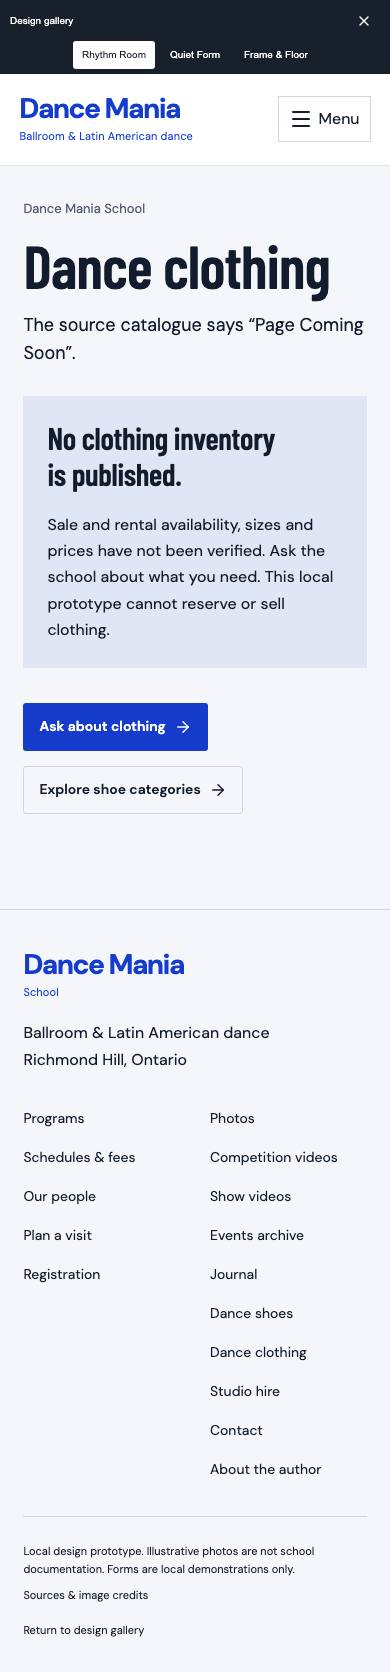 Design gallery
Rhythm Room Quiet Form Frame & Floor
Dance Mania
Ballroom & Latin American dance
Menu
Dance Mania School
Dance clothing
The source catalogue says “Page Coming
Soon”.
No clothing inventory
is published.
Sale and rental availability, sizes and
prices have not been verified. Ask the
school about what you need. This local
prototype cannot reserve or sell
clothing.
Ask about clothing
Explore shoe categories
Dance Mania
School
Ballroom & Latin American dance
Richmond Hill, Ontario
Programs
Schedules & fees
Our people
Plan a visit
Registration
Photos
Competition videos
Show videos
Events archive
Journal
Dance shoes
Dance clothing
Studio hire
Contact
About the author
Local design prototype. Illustrative photos are not school
documentation. Forms are local demonstrations only.
Sources & image credits
Return to design gallery